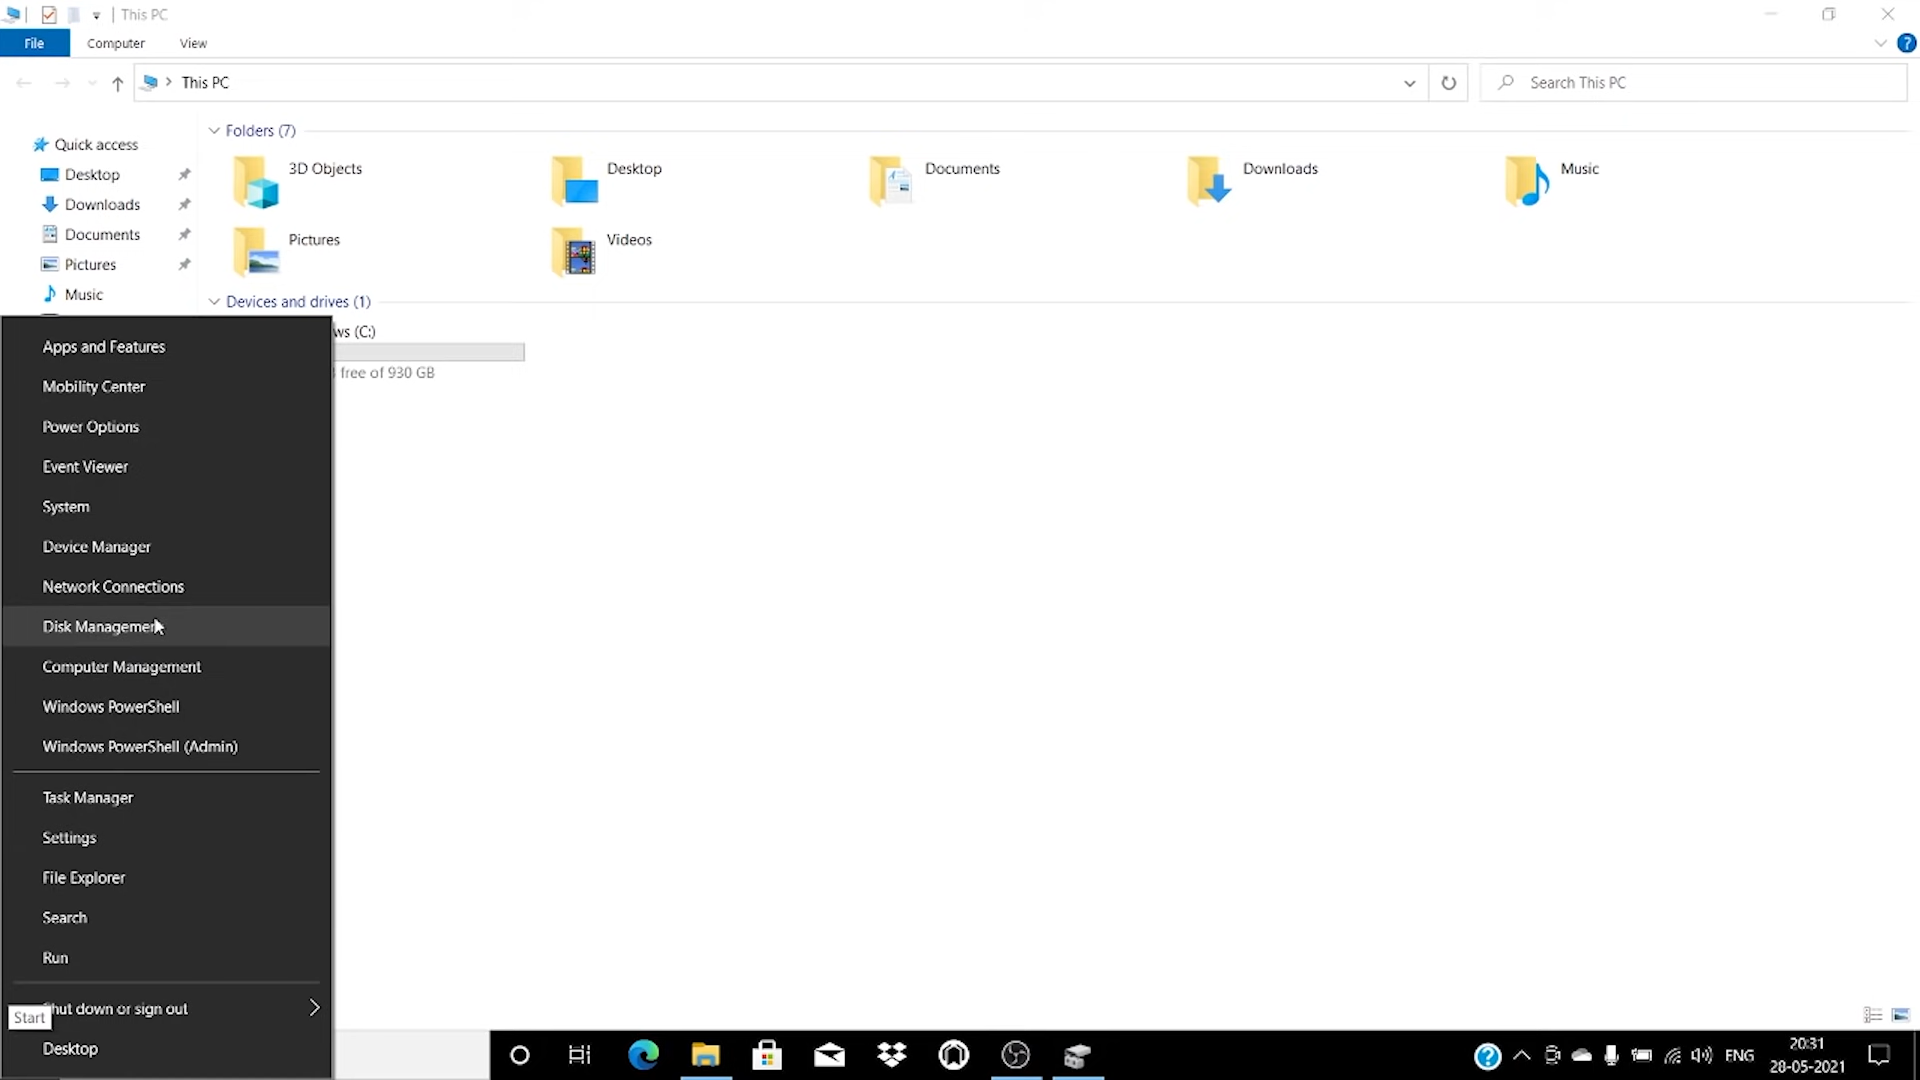 This PC
File
Computer
View
This PC
Search This PC
Quick access
Desktop
Downloads
Documents
Pictures
Music
Folders (7)
3D Objects
Desktop
Documents
Downloads
Music
Pictures
Videos
Devices and drives (1)
ws (C:)
free of 930 GB
Apps and Features
Mobility Center
Power Options
Event Viewer
System
Device Manager
Network Connections
Disk Management
Computer Management
Windows PowerShell
Windows PowerShell (Admin)
Task Manager
Settings
File Explorer
Search
Run
hut down or sign out
Start
Desktop
ENG
20:31
28-05-2021